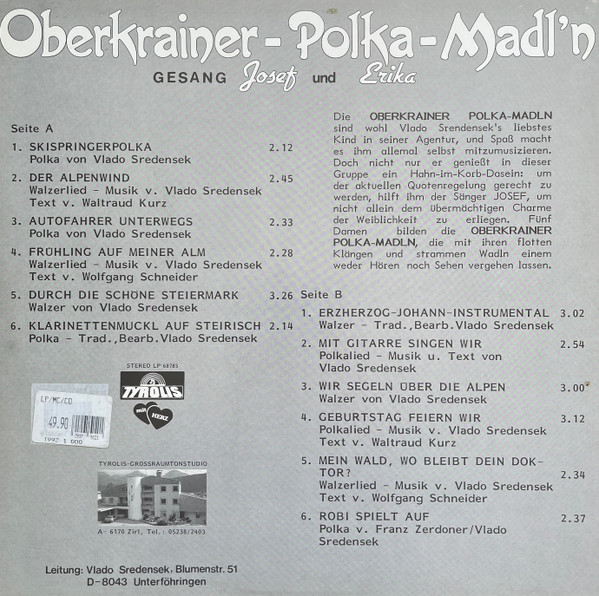 Oberkrainer-Polka-Madl'n
GESANG Josef und Erika
Seite A
1. SKISPRINGERPOLKA 2.12
Polka von Vlado Sredensek
2. DER ALPENWIND 2.45
Walzerlied - Musik v. Vlado Sredensek
Text v. Waltraud Kurz
3. AUTOFAHRER UNTERWEGS 2.33
Polka von Vlado Sredensek
4. FRÜHLING AUF MEINER ALM 2.28
Walzerlied - Musik v. Vlado Sredensek
Text v. Wolfgang Schneider
5. DURCH DIE SCHÖNE STEIERMARK 3.26
Walzer von Vlado Sredensek
6. KLARINETTENMUCKL AUF STEIRISCH 2.14
Polka - Trad.,Bearb.Vlado Sredensek
Die OBERKRAINER POLKA-MADLN
sind wohl Vlado Srendensek's liebstes
Kind in seiner Agentur, und Spaß macht
es ihm allemal selbst mitzumusizieren.
Doch nicht nur er genießt in dieser
Gruppe ein Hahn-im-Korb-Dasein: um
der aktuellen Quotenregelung gerecht zu
werden, hilft ihm der Sänger JOSEF, um
nicht allein dem übermächtigen Charme
der Weiblichkeit zu erliegen. Fünf
Damen bilden die OBERKRAINER
POLKA-MADLN, die mit ihren flotten
Klängen und strammen Wadln einem
weder Hören noch Sehen vergehen lassen.
Seite B
1. ERZHERZOG-JOHANN-INSTRUMENTAL 3.02
Walzer - Trad.,Bearb.Vlado Sredensek
2. MIT GITARRE SINGEN WIR 2.54
Polkalied - Musik u. Text von
Vlado Sredensek
3. WIR SEGELN ÜBER DIE ALPEN 3.00
Walzer von Vlado Sredensek
4. GEBURTSTAG FEIERN WIR 3.12
Polkalied - Musik v. Vlado Sredensek
Text v. Waltraud Kurz
5. MEIN WALD, WO BLEIBT DEIN DOK-
TOR? 2.34
Walzerlied - Musik v. Vlado Sredensek
Text v. Wolfgang Schneider
6. ROBI SPIELT AUF 2.37
Polka v. Franz Zerdoner/Vlado
Sredensek
STEREO LP 68781
TYROLIS
HERZ
LP/MC/CD
49.90
TYROLIS-GROSSRAUMTONSTUDIO
A- 6170 Zirl, Tel.: 05238/2403
Leitung: Vlado Sredensek, Blumenstr. 51
D-8043 Unterföhringen